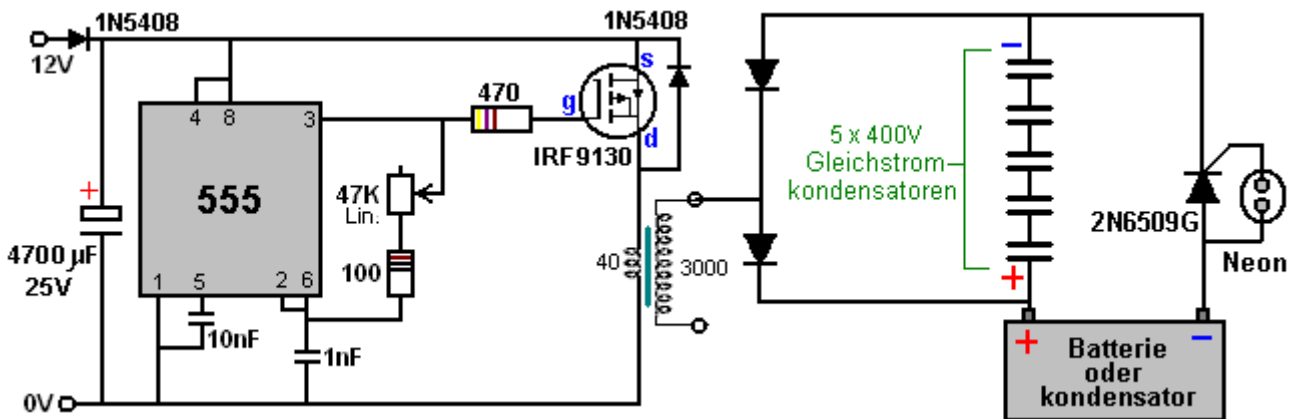 1N5408
12V
4 8 3
555
1 5 2 6
+
4700 µF
25V
10nF
1nF
0V
47K
Lin.
100
470
g
s
d
IRF9130
1N5408
40
3000
5 x 400V
Gleichstrom
kondensatoren
−
+
2N6509G
Neon
+
−
Batterie
oder
kondensator